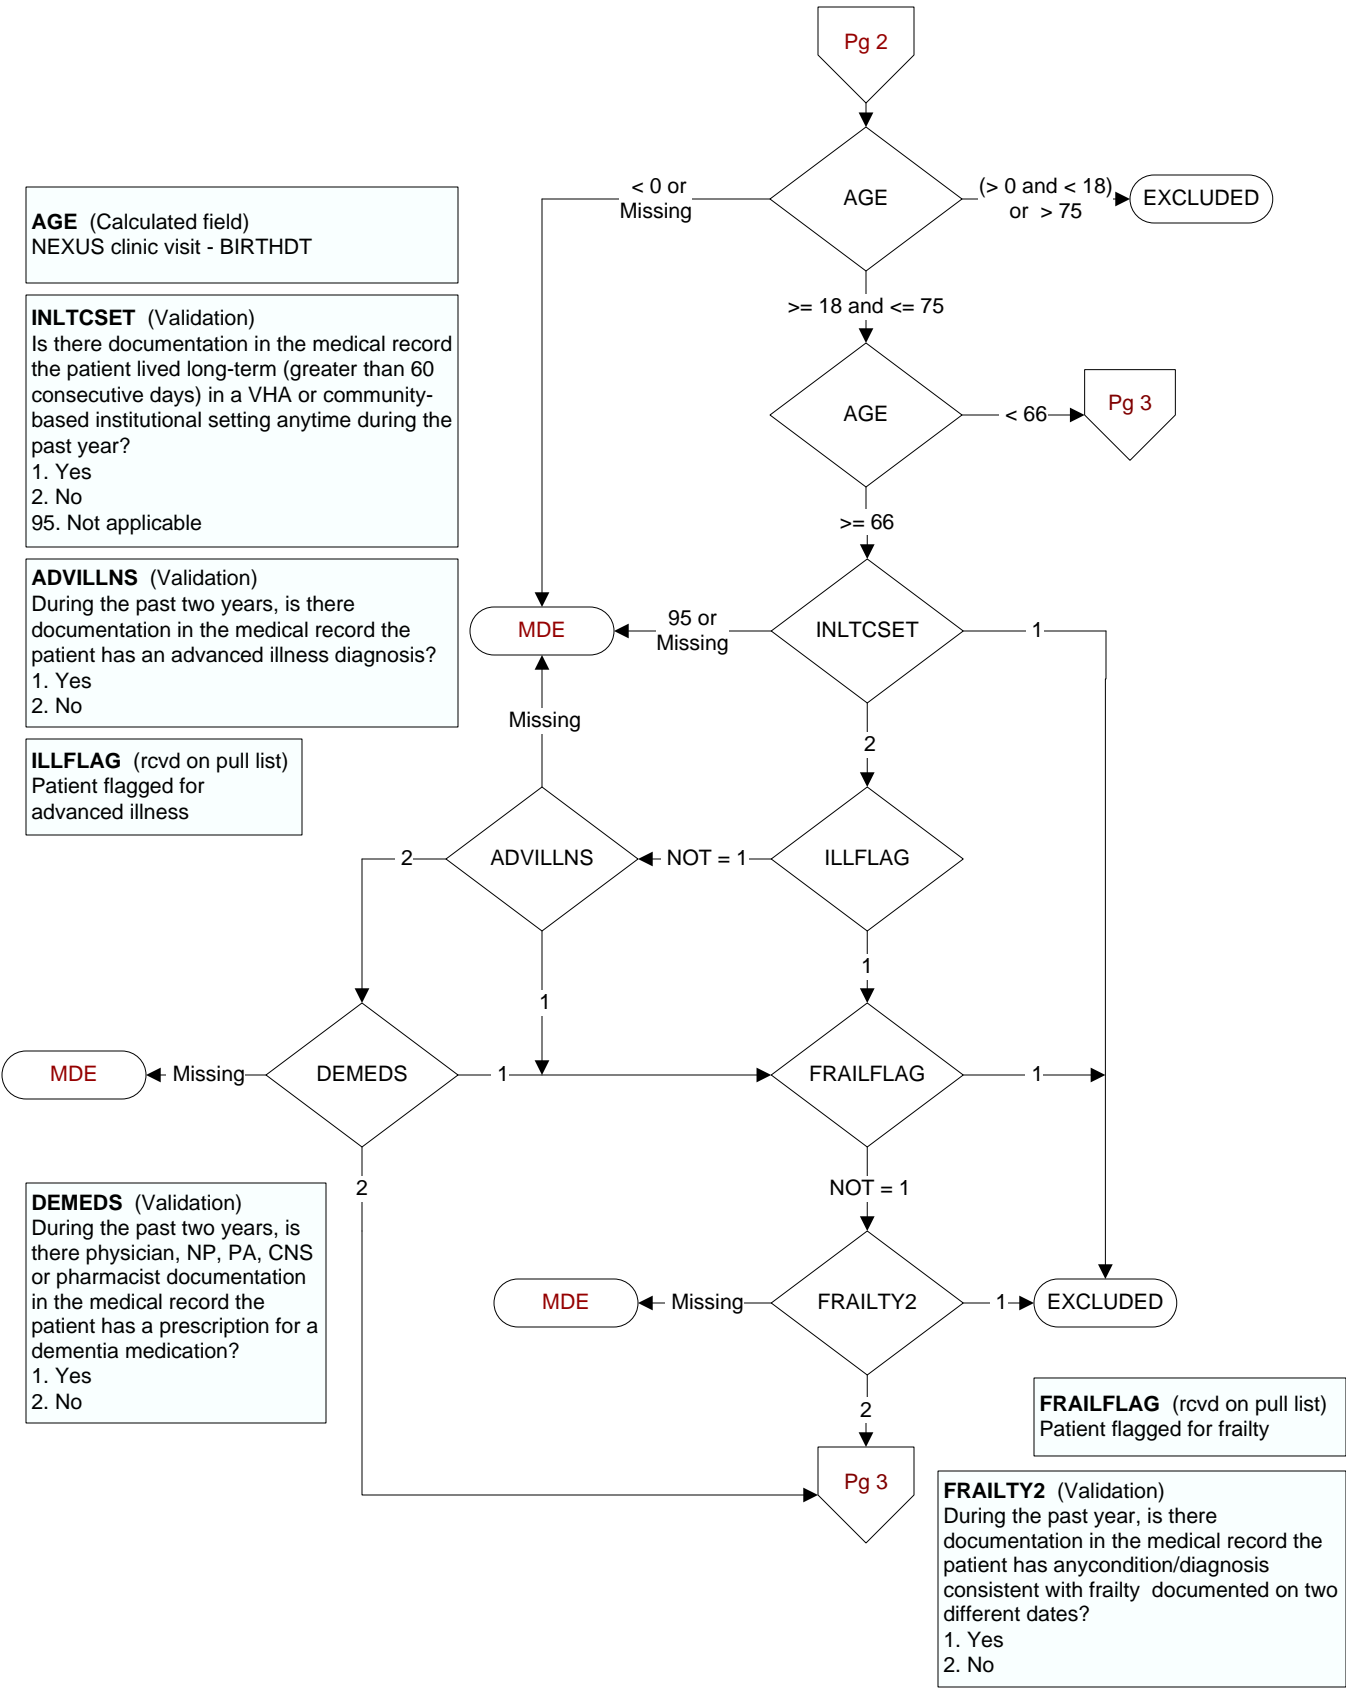 Pg 2
AGE
< 0 or
Missing
(> 0 and < 18)
or > 75
EXCLUDED
AGE (Calculated field)
NEXUS clinic visit - BIRTHDT
>= 18 and <= 75
INLTCSET (Validation)
Is there documentation in the medical record
the patient lived long-term (greater than 60
consecutive days) in a VHA or community-
based institutional setting anytime during the
past year?
1. Yes
2. No
95. Not applicable
AGE
< 66
Pg 3
>= 66
ADVILLNS (Validation)
During the past two years, is there
documentation in the medical record the
patient has an advanced illness diagnosis?
1. Yes
2. No
MDE
95 or
Missing
INLTCSET
1
Missing
2
ILLFLAG (rcvd on pull list)
Patient flagged for
advanced illness
2
ADVILLNS
NOT = 1
ILLFLAG
1
1
MDE
Missing
DEMEDS
1
FRAILFLAG
1
2
NOT = 1
DEMEDS (Validation)
During the past two years, is
there physician, NP, PA, CNS
or pharmacist documentation
in the medical record the
patient has a prescription for a
dementia medication?
1. Yes
2. No
MDE
Missing
FRAILTY2
1
EXCLUDED
2
FRAILFLAG (rcvd on pull list)
Patient flagged for frailty
Pg 3
FRAILTY2 (Validation)
During the past year, is there
documentation in the medical record the
patient has anycondition/diagnosis
consistent with frailty documented on two
different dates?
1. Yes
2. No